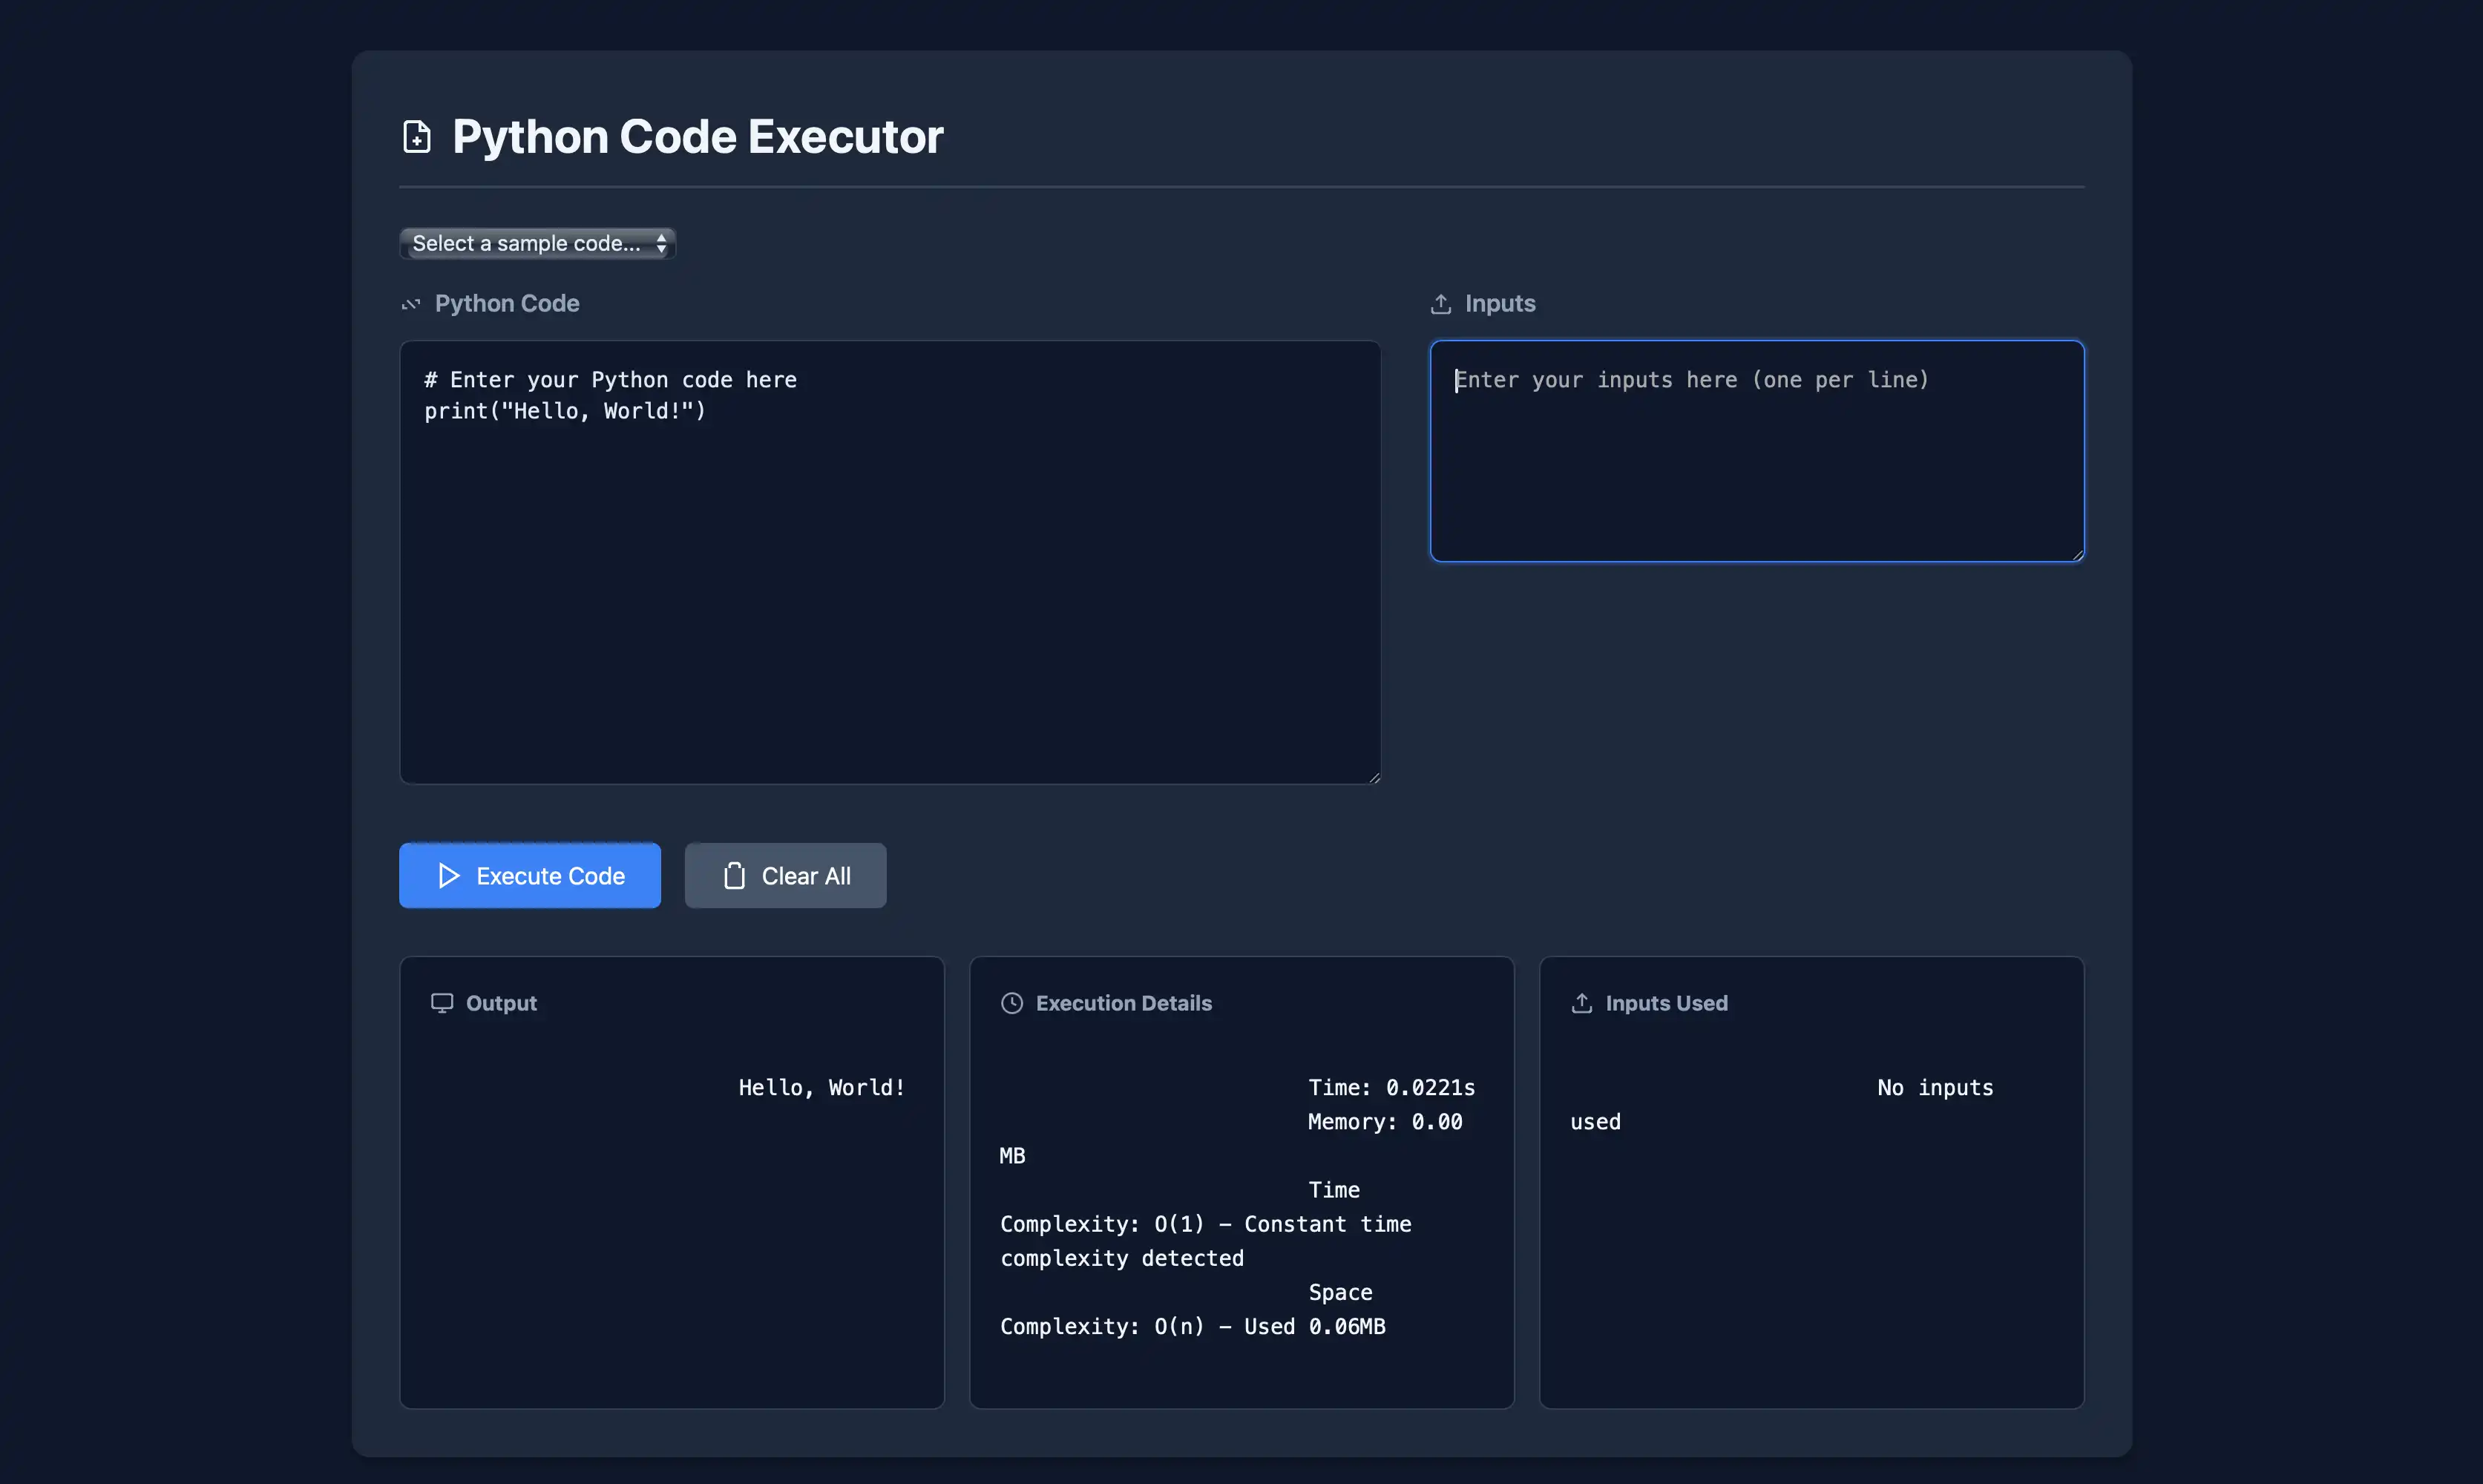 Python Code Executor
Select a sample code...
Python Code
# Enter your Python code here
print("Hello, World!")
Inputs
Enter your inputs here (one per line)
Execute Code
Clear All
Output
Hello, World!
Execution Details
Time: 0.0221s
Memory: 0.00
MB
Time
Complexity: O(1) – Constant time
complexity detected
Space
Complexity: O(n) – Used 0.06MB
Inputs Used
No inputs
used